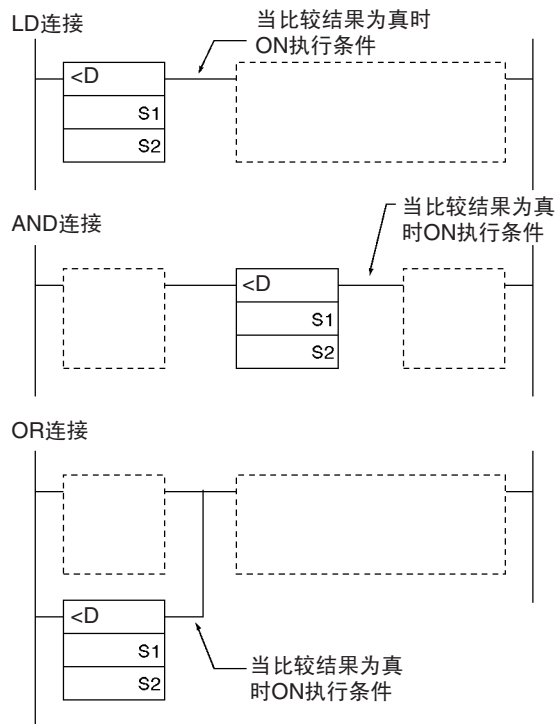 LD连接
当比较结果为真时
ON执行条件
<D
S1
S2
AND连接
当比较结果为真
时ON执行条件
<D
S1
S2
OR连接
<D
S1
S2
当比较结果为真
时ON执行条件